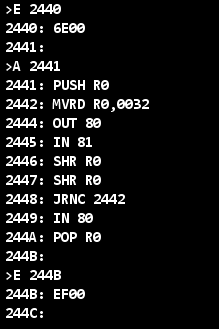 >E 2440
2440: 6E00
2441:
>A 2441
2441: PUSH R0
2442: MVRD R0,0032
2444: OUT 80
2445: IN 81
2446: SHR R0
2447: SHR R0
2448: JRNC 2442
2449: IN 80
244A: POP R0
244B:
>E 244B
244B: EF00
244C: